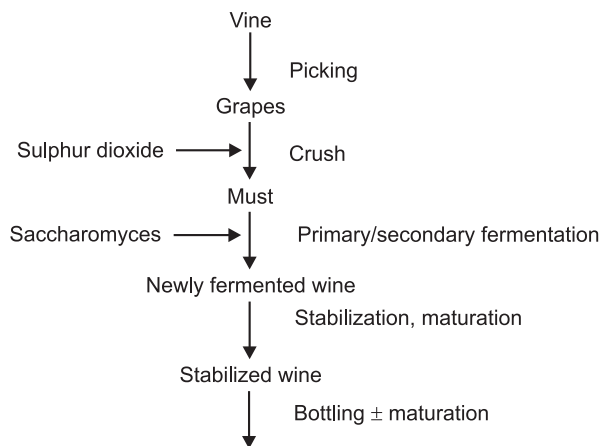 Vine
Picking
Grapes
Sulphur dioxide
Crush
Must
Saccharomyces
Primary/secondary fermentation
Newly fermented wine
Stabilization, maturation
Stabilized wine
Bottling ± maturation